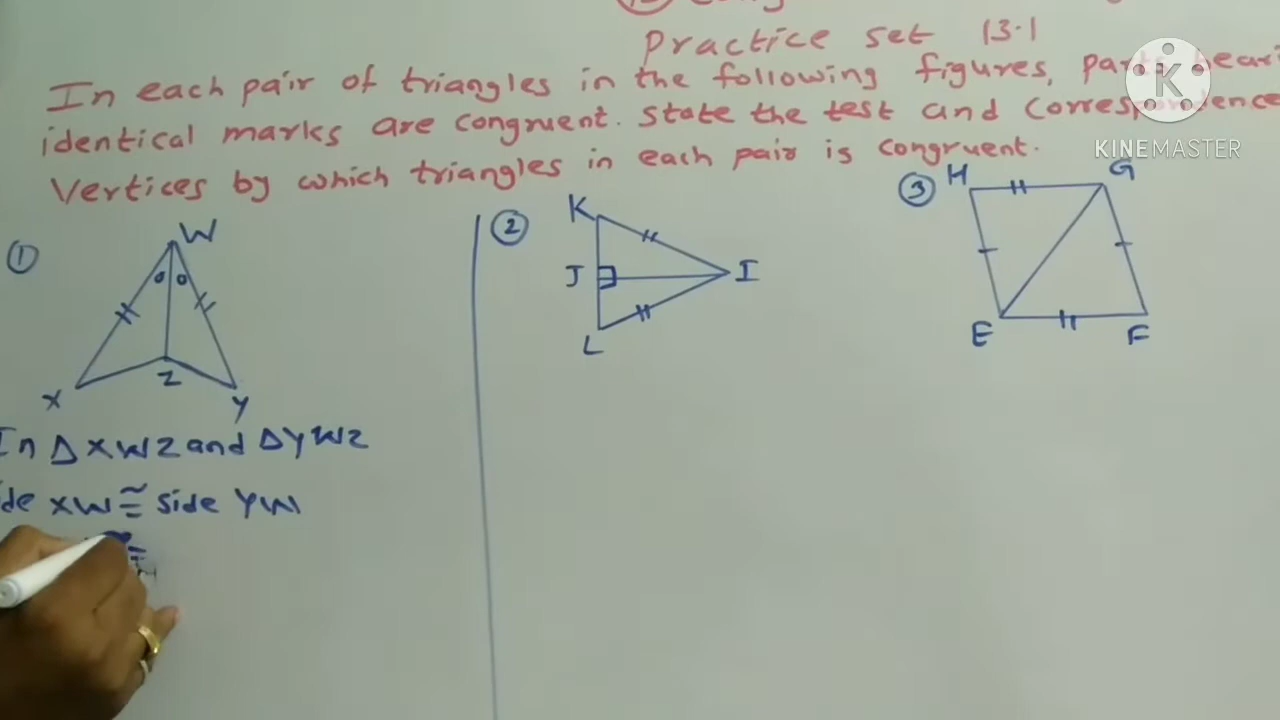 Practice set 13.1
In each pair of triangles in the following figures, parts
identical marks are congruent. State the test and
Vertices by which triangles in each pair is congruent.
K
KINEMASTER
①
W
X
Z
Y
In Δ XWZ and Δ YWZ
XW ≅ Side YW
≅
②
K
J
I
L
③
H
G
E
F